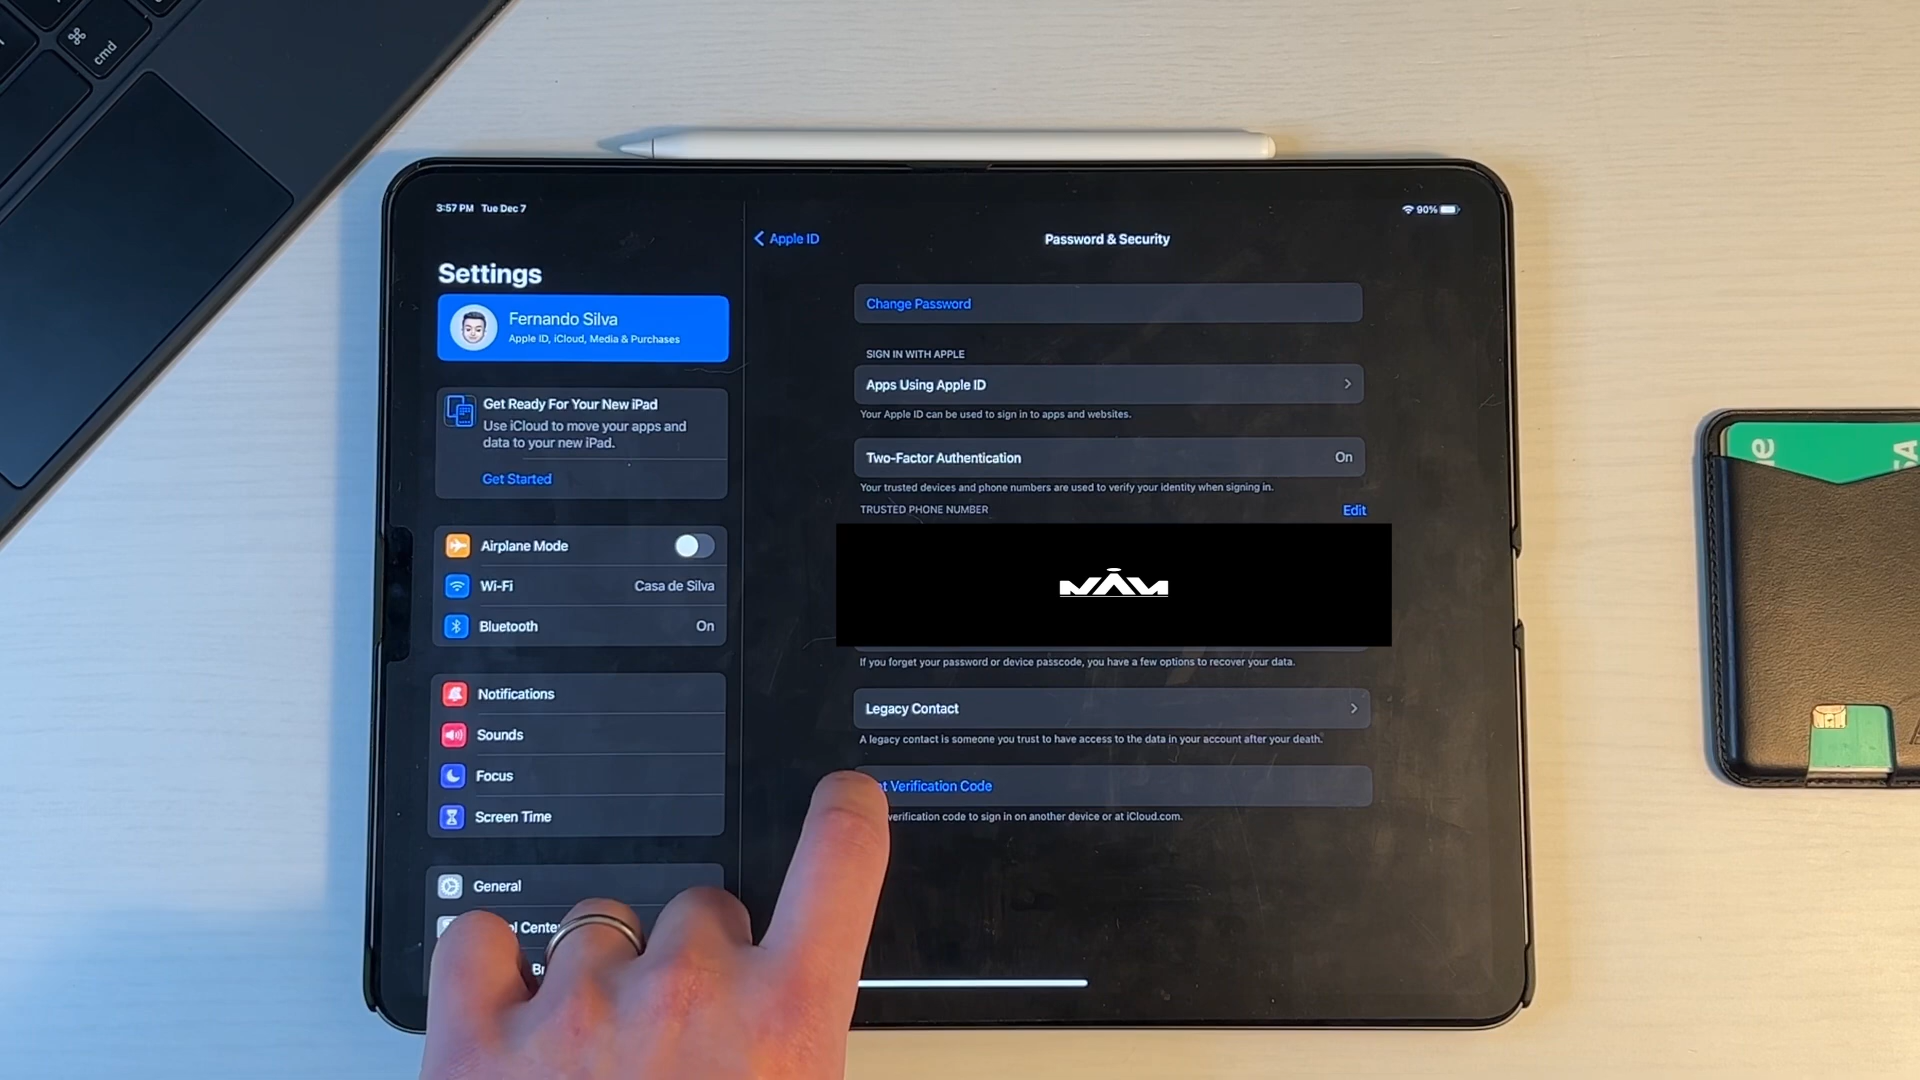 cmd
3:57 PM Tue Dec 7
90%
Settings
Fernando Silva
Apple ID, iCloud, Media & Purchases
Get Ready For Your New iPad
Use iCloud to move your apps and
data to your new iPad.
Get Started
Airplane Mode
Wi-Fi Casa de Silva
Bluetooth On
Notifications
Sounds
Focus
Screen Time
General
Apple ID
Password & Security
Change Password
SIGN IN WITH APPLE
Apps Using Apple ID
Your Apple ID can be used to sign in to apps and websites.
Two-Factor Authentication On
Your trusted devices and phone numbers are used to verify your identity when signing in.
TRUSTED PHONE NUMBER Edit
If you forget your password or device passcode, you have a few options to recover your data.
Legacy Contact
A legacy contact is someone you trust to have access to the data in your account after your death.
Verification Code
verification code to sign in on another device or at iCloud.com.